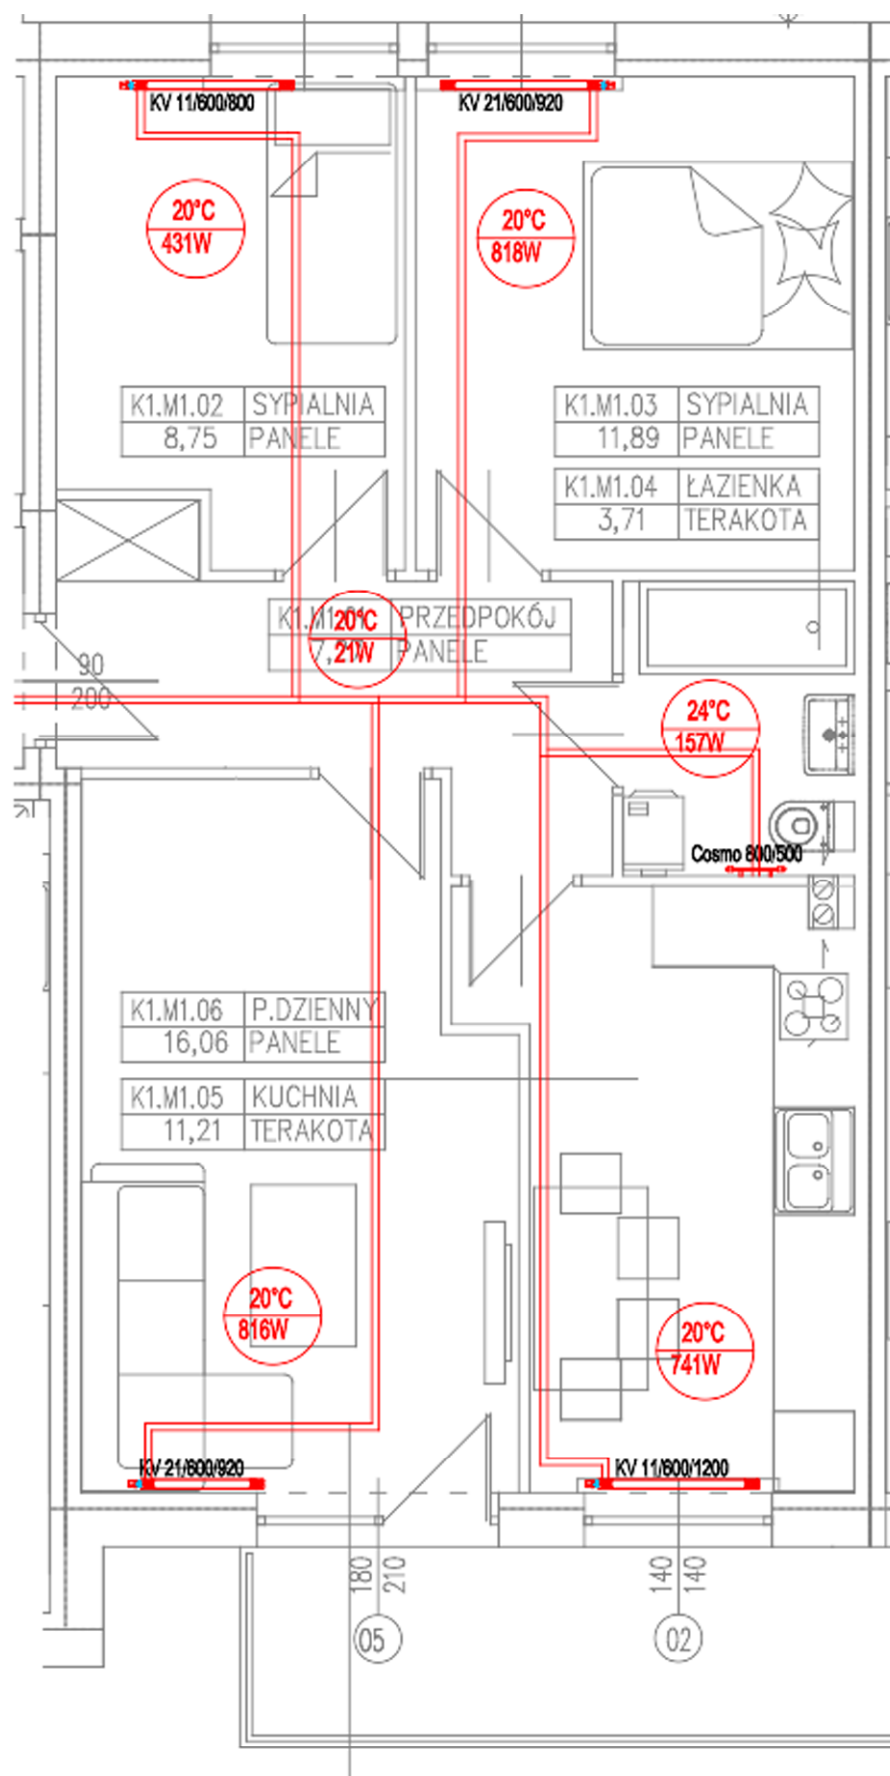 KV 11/600/800
KV 21/600/920
20°C
431W
20°C
818W
K1.M1.02 SYPIALNIA
8,75 PANELE
K1.M1.03 SYPIALNIA
11,89 PANELE
K1.M1.04 ŁAZIENKA
3,71 TERAKOTA
PRZEDPOKÓJ
PANELE
20°C
21W
90
200
24°C
157W
Cosmo 800/500
K1.M1.06 P.DZIENNY
16,06 PANELE
K1.M1.05 KUCHNIA
11,21 TERAKOTA
20°C
816W
20°C
741W
KV 21/600/920
KV 11/600/1200
180
210
140
140
05
02